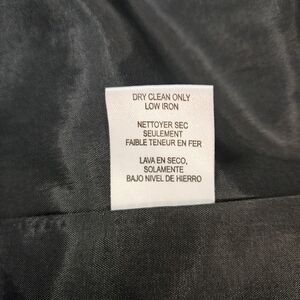 DRY CLEAN ONLY
LOW IRON
NETTOYER SEC
SEULEMENT
FAIBLE TENEUR EN FER
LAVA EN SECO,
SOLAMENTE
BAJO NIVEL DE HIERRO